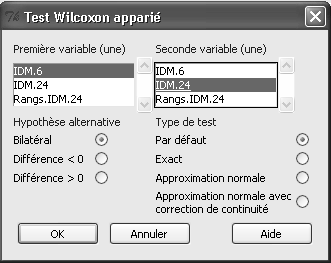 Test Wilcoxon apparié
Première variable (une)
Seconde variable (une)
IDM.6
IDM.24
Rangs.IDM.24
IDM.6
IDM.24
Rangs.IDM.24
Hypothèse alternative
Bilatéral
Différence < 0
Différence > 0
Type de test
Par défaut
Exact
Approximation normale
Approximation normale avec
correction de continuité
OK
Annuler
Aide